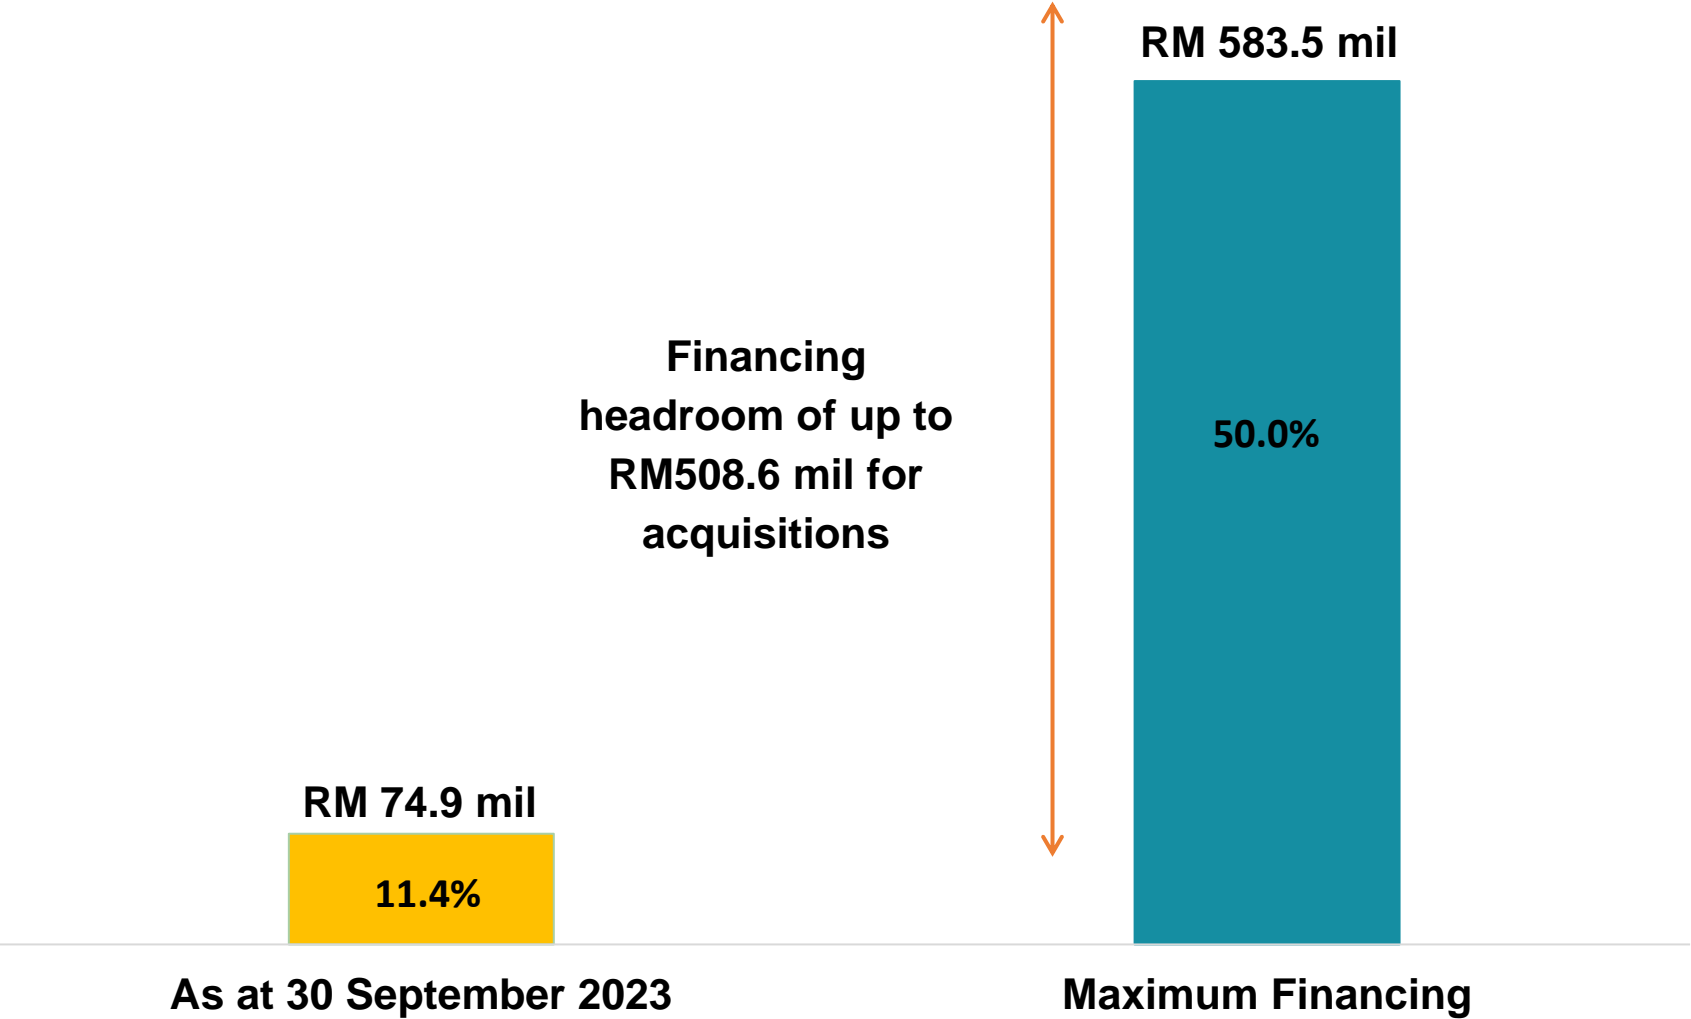 RM 583.5 mil
Financing
headroom of up to
RM508.6 mil for
acquisitions
50.0%
RM 74.9 mil
11.4%
As at 30 September 2023
Maximum Financing